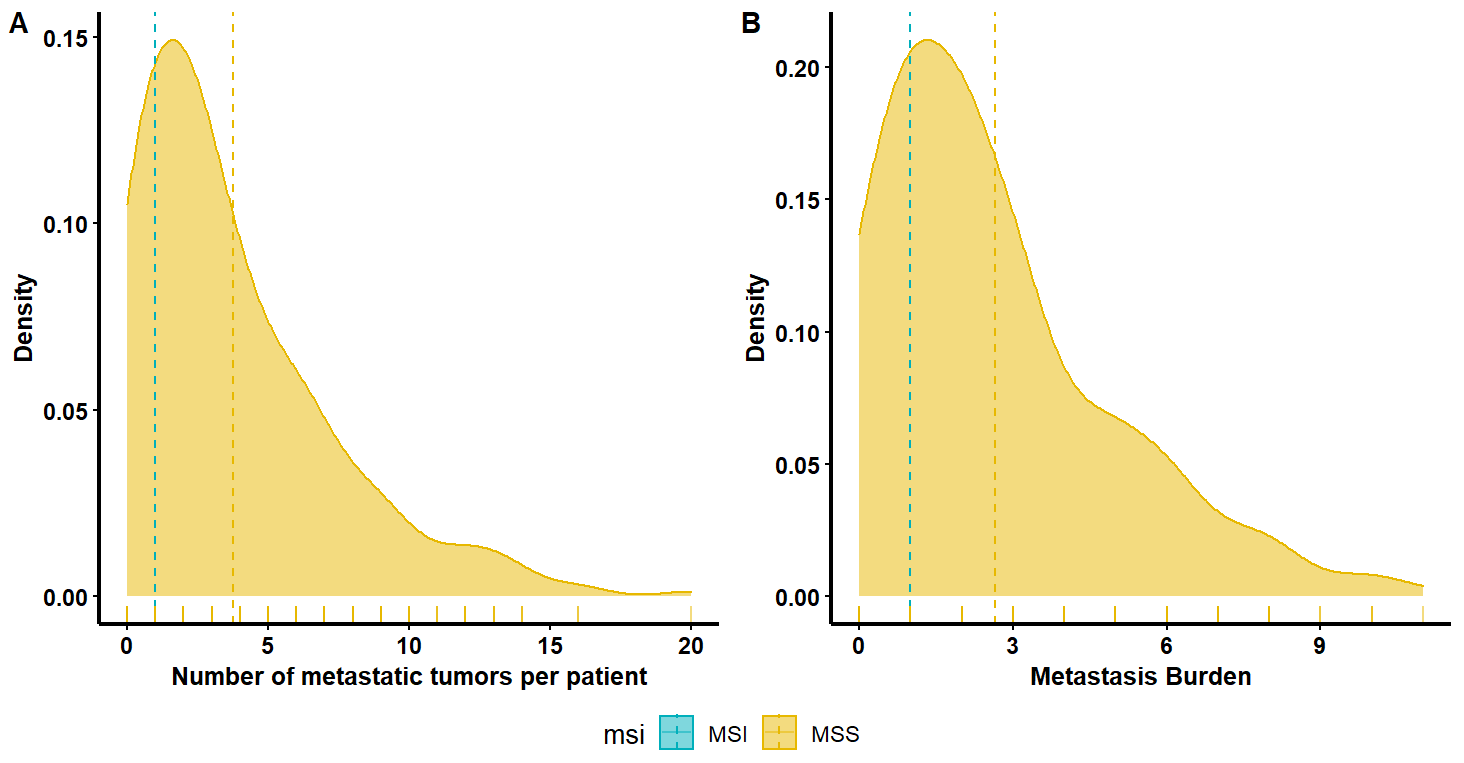 A
0.15
0.10
0.05
0.00
Density
0 5 10 15 20
Number of metastatic tumors per patient
B
0.20
0.15
0.10
0.05
0.00
Density
0 3 6 9
Metastasis Burden
msi MSI MSS